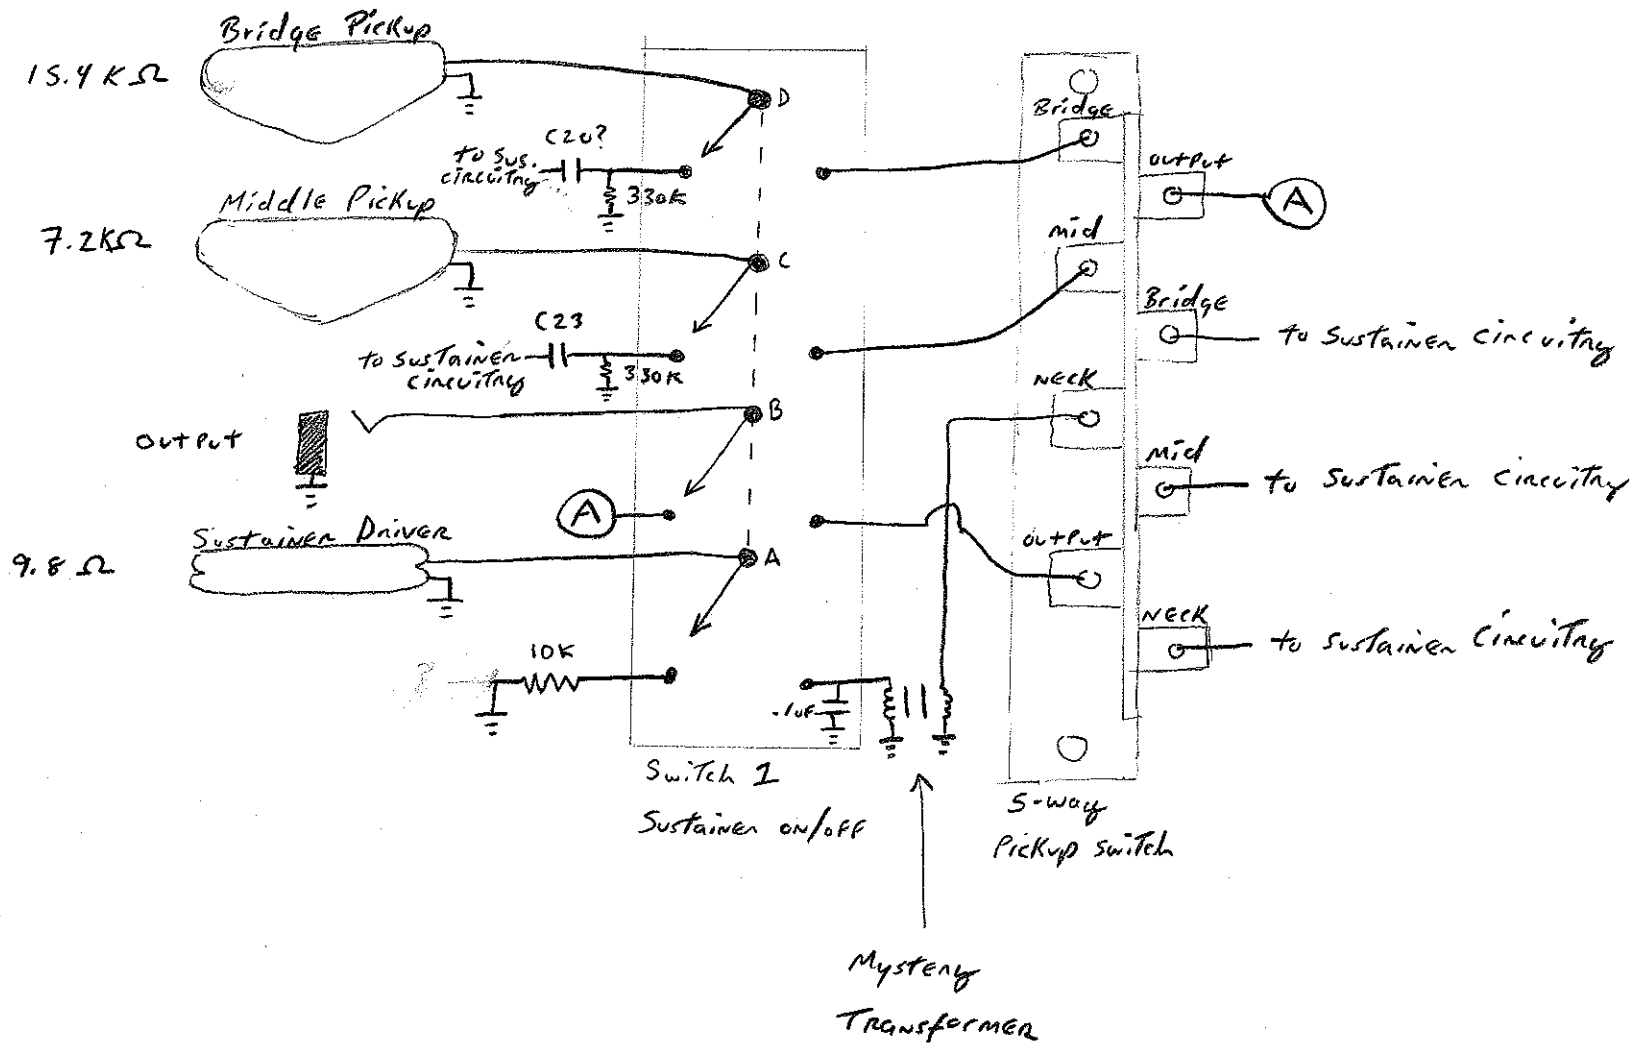 Bridge Pickup
15.4 K Ω
D
C20?
to sus.
circuitry
330K
Middle Pickup
7.2KΩ
C
C23
to sustainer
circuitry
330K
B
output
A
Sustainer Driver
9.8 Ω
A
10K
.1uF
Switch 1
Sustainer on/off
Mystery
Transformer
Bridge
output
A
Mid
Bridge
to sustainer circuitry
Neck
Mid
to sustainer circuitry
output
Neck
to sustainer circuitry
5-way
Pickup switch